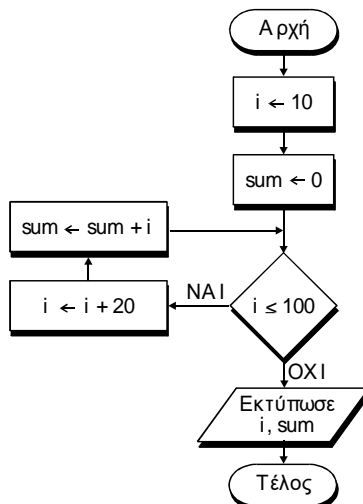 Αρχή
i ← 10
sum ← 0
sum ← sum + i
i ← i + 20
ΝΑΙ
i ≤ 100
ΟΧΙ
Εκτύπωσε
i, sum
Τέλος